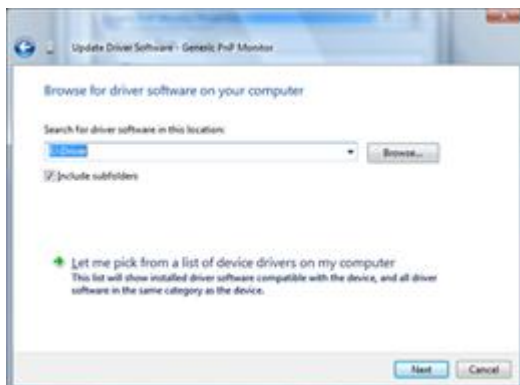 Update Driver Software - Generic PnP Monitor
Browse for driver software on your computer
Search for driver software in this location:
Browse...
Include subfolders
Let me pick from a list of device drivers on my computer
This list will show installed driver software compatible with the device, and all driver
software in the same category as the device.
Next Cancel